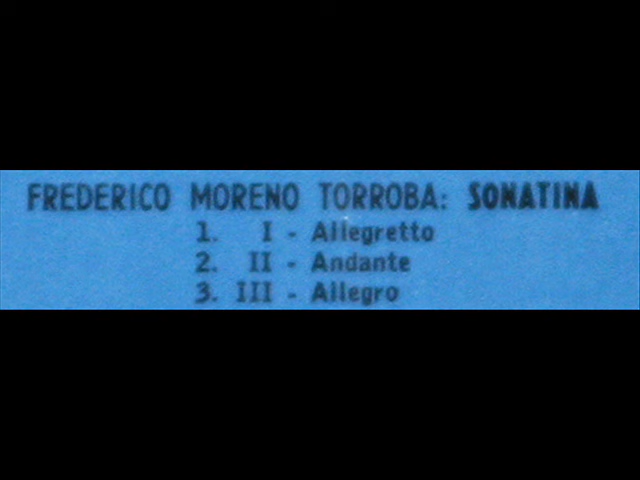 FREDERICO MORENO TORROBA: SONATINA
1. I - Allegretto
2. II - Andante
3. III - Allegro